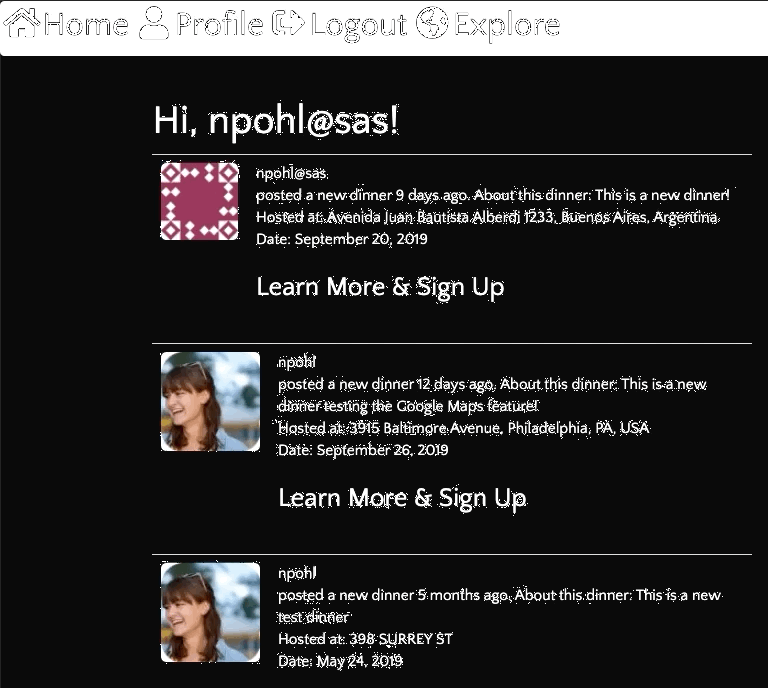 Home Profile Logout Explore
Hi, npohl@sas!
npohl@sas
posted a new dinner 9 days ago. About this dinner: This is a new dinner!
Hosted at: Avenida Juan Bautista Alberdi 1233, Buenos Aires, Argentina
Date: September 20, 2019
Learn More & Sign Up
npohl
posted a new dinner 12 days ago. About this dinner: This is a new
dinner testing the Google Maps feature!
Hosted at: 3915 Baltimore Avenue, Philadelphia, PA, USA
Date: September 26, 2019
Learn More & Sign Up
npohl
posted a new dinner 5 months ago. About this dinner: This is a new
test dinner
Hosted at: 398 SURREY ST
Date: May 24, 2019